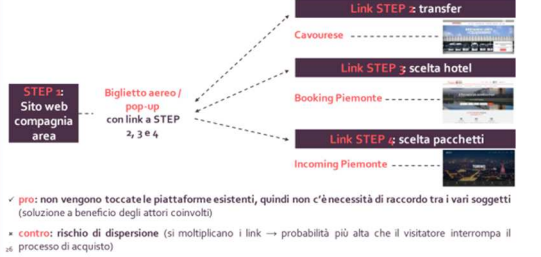 Link STEP 2: transfer
Cavourese
STEP 1:
Sito web
compagnia
area
Biglietto aereo /
pop-up
con link a STEP
2, 3 e 4
Link STEP 3: scelta hotel
Booking Piemonte
Link STEP 4: scelta pacchetti
Incoming Piemonte
✓ pro: non vengono toccate le piattaforme esistenti, quindi non c'è necessità di raccordo tra i vari soggetti
(soluzione a beneficio degli attori coinvolti)
× contro: rischio di dispersione (si moltiplicano i link → probabilità più alta che il visitatore interrompa il
processo di acquisto)
26